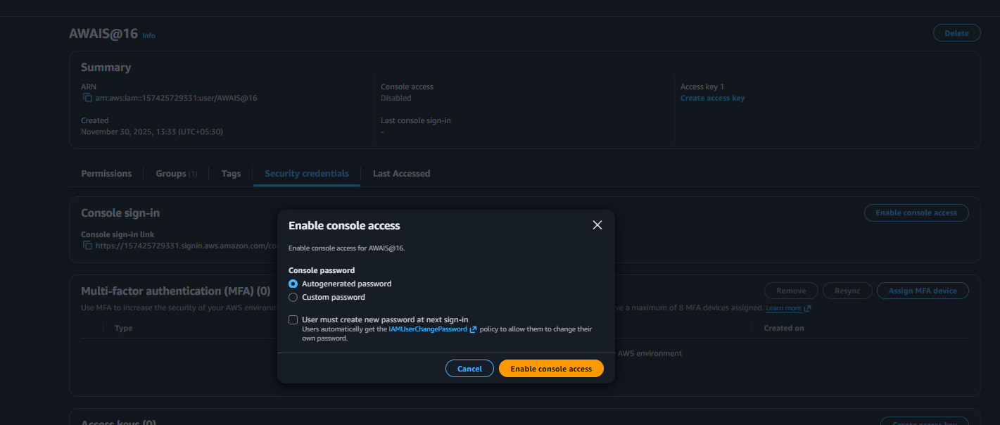 AWAIS@16 Info
Delete
Summary
ARN
arn:aws:iam::157425729331:user/AWAIS@16
Console access
Disabled
Access key 1
Create access key
Created
November 30, 2025, 13:33 (UTC+05:30)
Last console sign-in
-
Permissions
Groups (1)
Tags
Security credentials
Last Accessed
Console sign-in
Enable console access
Console sign-in link
https://157425729331.signin.aws.amazon.com/co
Multi-factor authentication (MFA) (0)
Remove
Resync
Assign MFA device
Use MFA to increase the security of your AWS environm
ve a maximum of 8 MFA devices assigned. Learn more
Type
Created on
AWS environment
Enable console access
Enable console access for AWAIS@16.
Console password
Autogenerated password
Custom password
User must create new password at next sign-in
Users automatically get the IAMUserChangePassword policy to allow them to change their
own password.
Cancel
Enable console access
Access keys (0)
Create access key